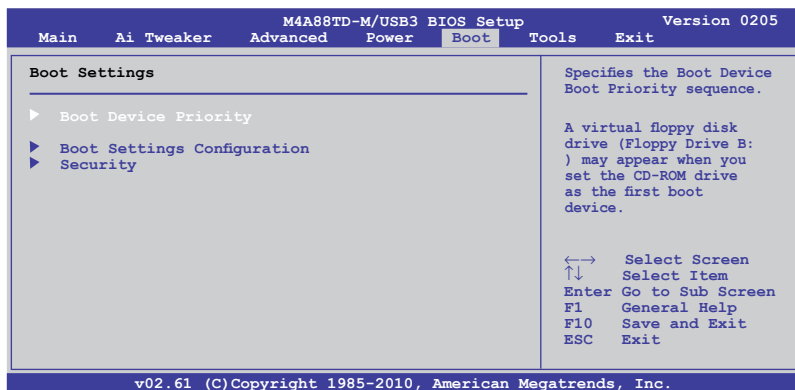 M4A88TD-M/USB3 BIOS Setup Version 0205
Main Ai Tweaker Advanced Power Boot Tools Exit
Boot Settings
Boot Device Priority
Boot Settings Configuration
Security
Specifies the Boot Device
Boot Priority sequence.
A virtual floppy disk
drive (Floppy Drive B:
) may appear when you
set the CD-ROM drive
as the first boot
device.
←→ Select Screen
↑↓ Select Item
Enter Go to Sub Screen
F1 General Help
F10 Save and Exit
ESC Exit
v02.61 (C)Copyright 1985-2010, American Megatrends, Inc.